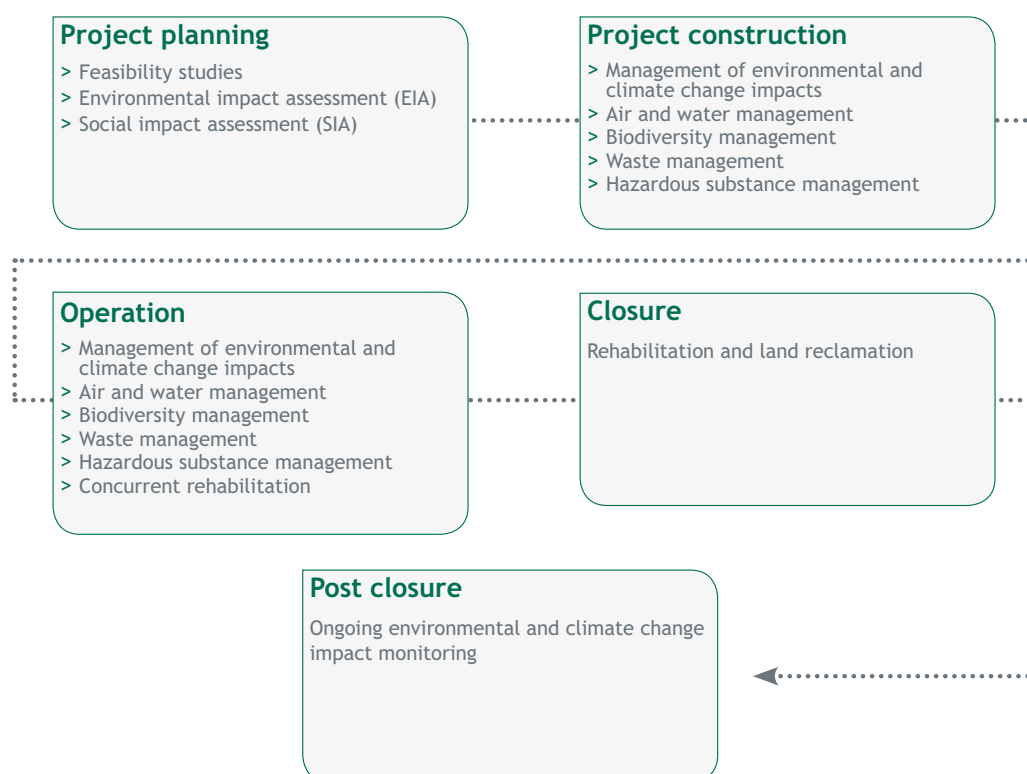 Project planning
> Feasibility studies
> Environmental impact assessment (EIA)
> Social impact assessment (SIA)
Project construction
> Management of environmental and
climate change impacts
> Air and water management
> Biodiversity management
> Waste management
> Hazardous substance management
Operation
> Management of environmental and
climate change impacts
> Air and water management
> Biodiversity management
> Waste management
> Hazardous substance management
> Concurrent rehabilitation
Closure
Rehabilitation and land reclamation
Post closure
Ongoing environmental and climate change
impact monitoring